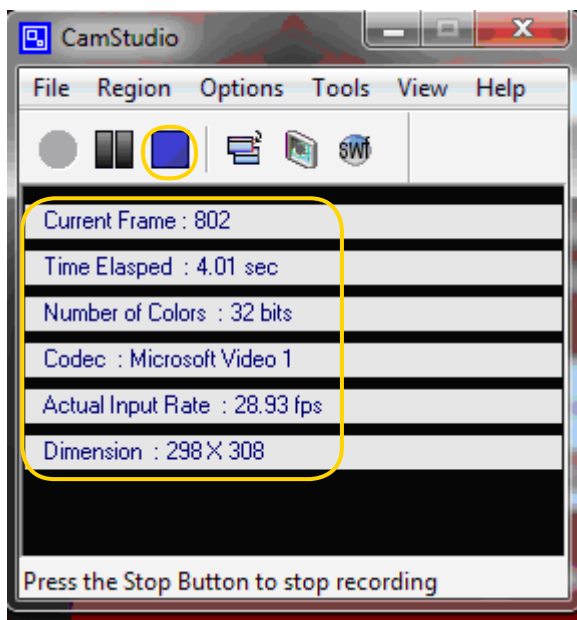 CamStudio
File Region Options Tools View Help
swf
Current Frame : 802
Time Elasped : 4.01 sec
Number of Colors : 32 bits
Codec : Microsoft Video 1
Actual Input Rate : 28.93 fps
Dimension : 298 X 308
Press the Stop Button to stop recording